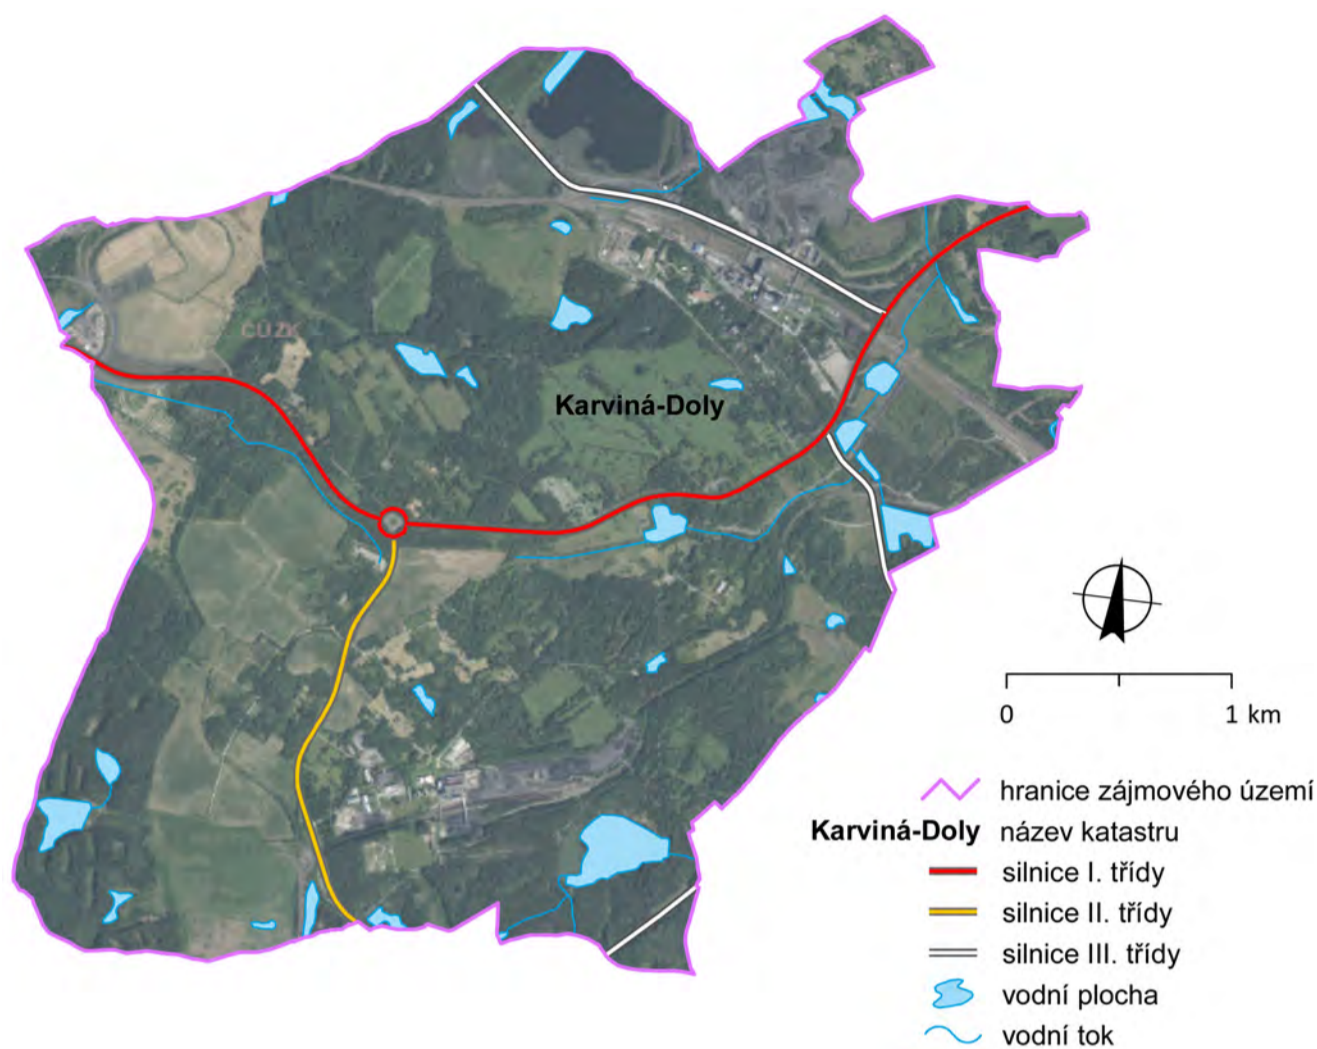 ČÚZK
Karviná-Doly
0 1 km
hranice zájmového území
Karviná-Doly název katastru
silnice I. třídy
silnice II. třídy
silnice III. třídy
vodní plocha
vodní tok